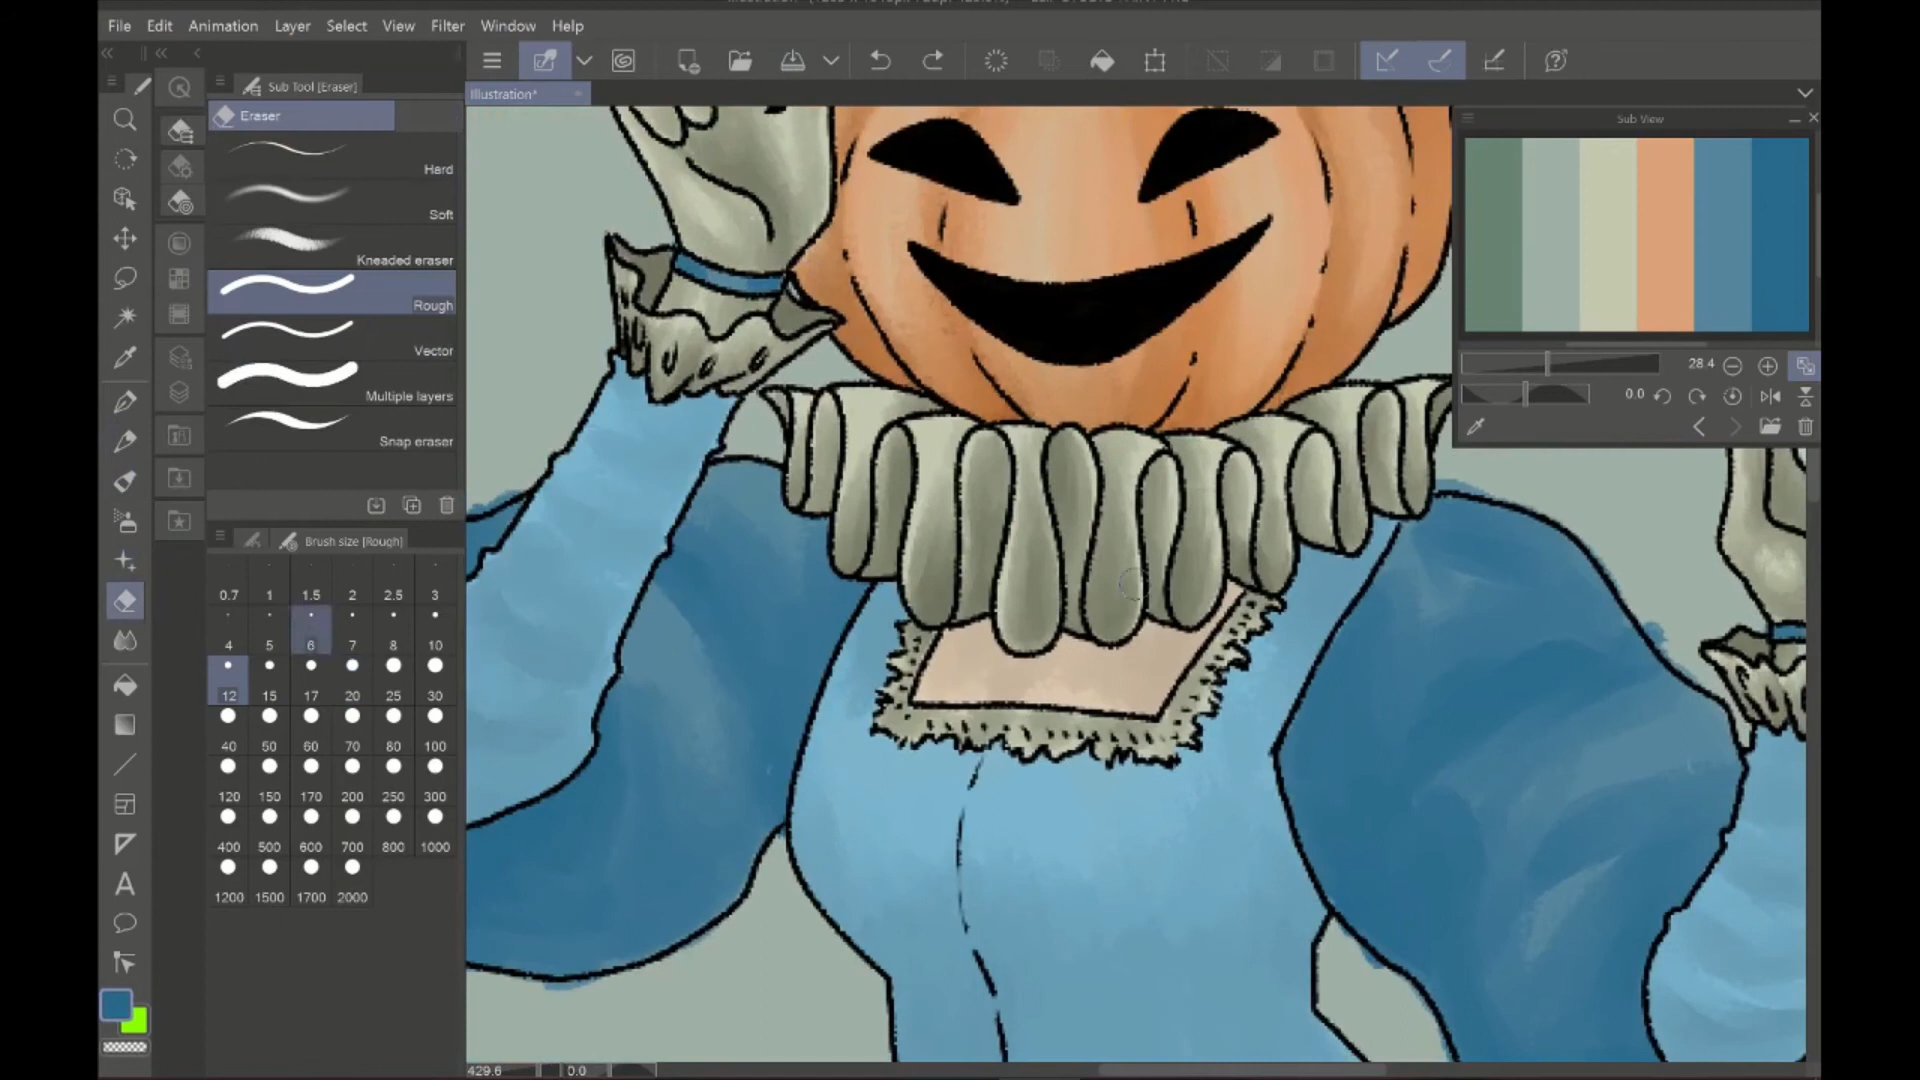 File Edit Animation Layer Select View Filter Window Help
Sub Tool [Eraser]
Illustration*
Sub View
Eraser
Hard
Soft
Kneaded eraser
Rough
Vector
Multiple layers
Snap eraser
28.4
0.0
Brush size [Rough]
0.7 1 1.5 2 2.5 3
4 5 6 7 8 10
12 15 17 20 25 30
40 50 60 70 80 100
120 150 170 200 250 300
400 500 600 700 800 1000
1200 1500 1700 2000
429.6 0.0